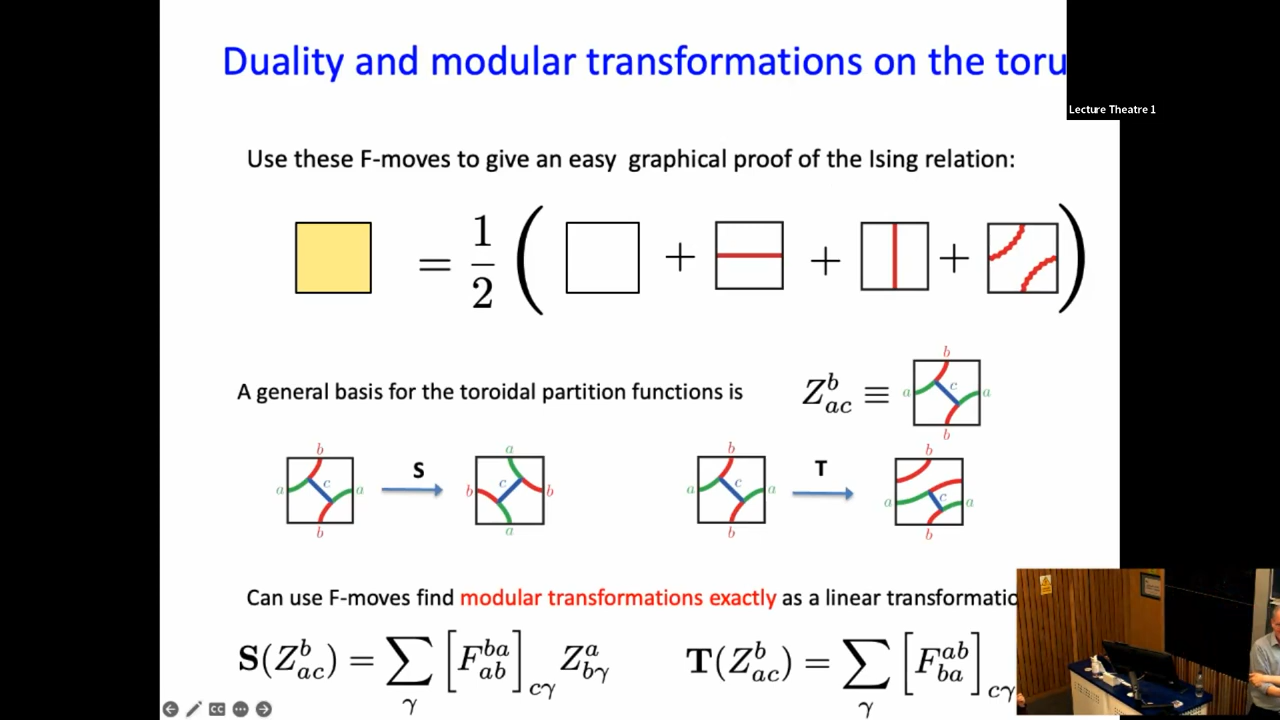 Duality and modular transformations on the toru
Lecture Theatre 1
Use these F-moves to give an easy graphical proof of the Ising relation:
= 1/2 ( + + + )
A general basis for the toroidal partition functions is
Z^b_{ac} ≡
b
a c a
b
b
a c a
b
S
a
b c b
a
b
a c a
b
T
b
a c a
b
Can use F-moves find modular transformations exactly as a linear transformatio
S(Z^b_{ac}) = ∑_γ [F^{ba}_{ab}]_{cγ} Z^a_{bγ}
T(Z^b_{ac}) = ∑_γ [F^{ab}_{ba}]_{cγ}
CC